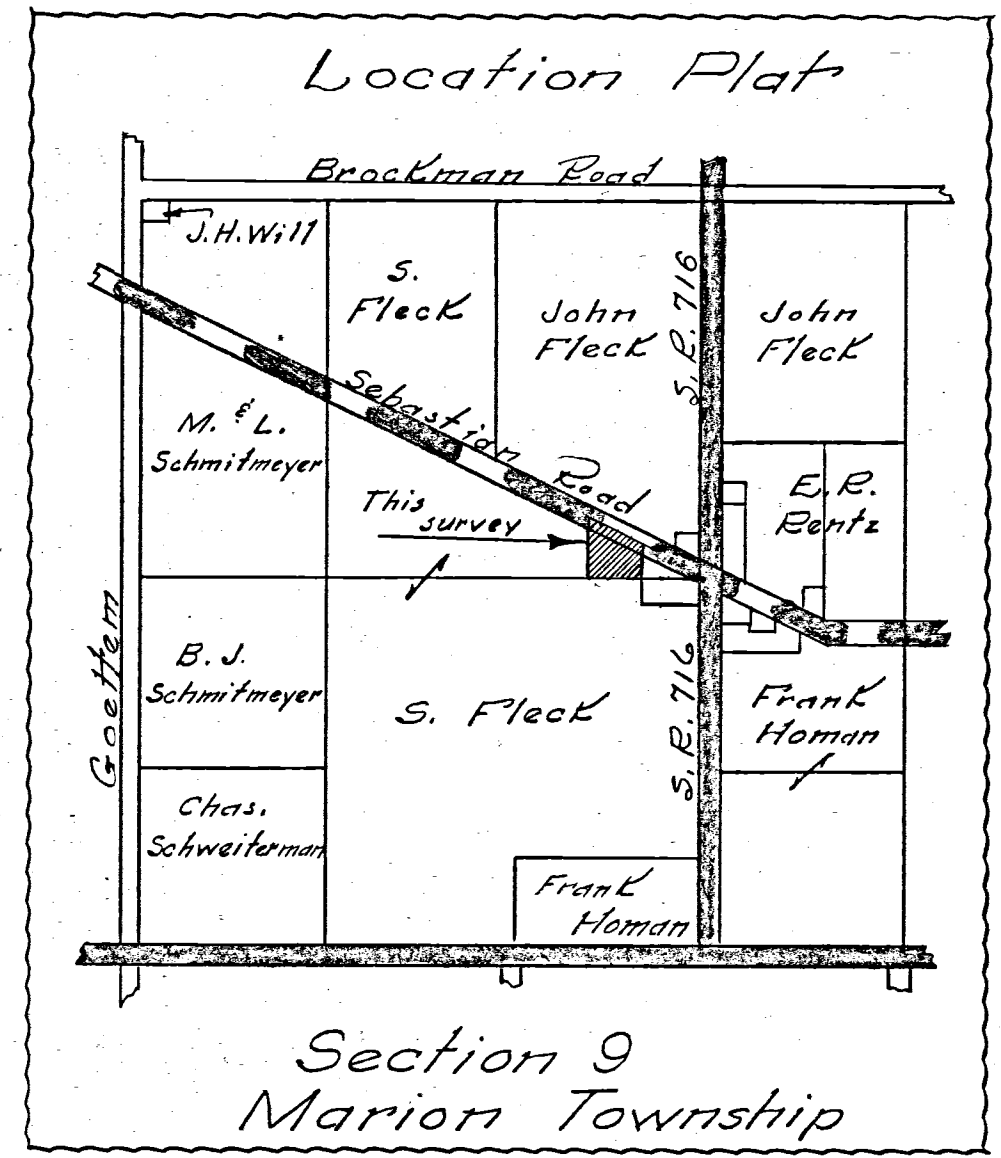 Location Plat
Brockman Road
J.H. Will
S.
Fleck
John
Fleck
S.R. 716
John
Fleck
M. & L.
Schmitmeyer
Sebastian Road
E.R.
Rentz
This
survey
Goettem
B.J.
Schmitmeyer
S. Fleck
S.R. 716
Frank
Homan
Chas.
Schweiterman
Frank
Homan
Section 9
Marion Township